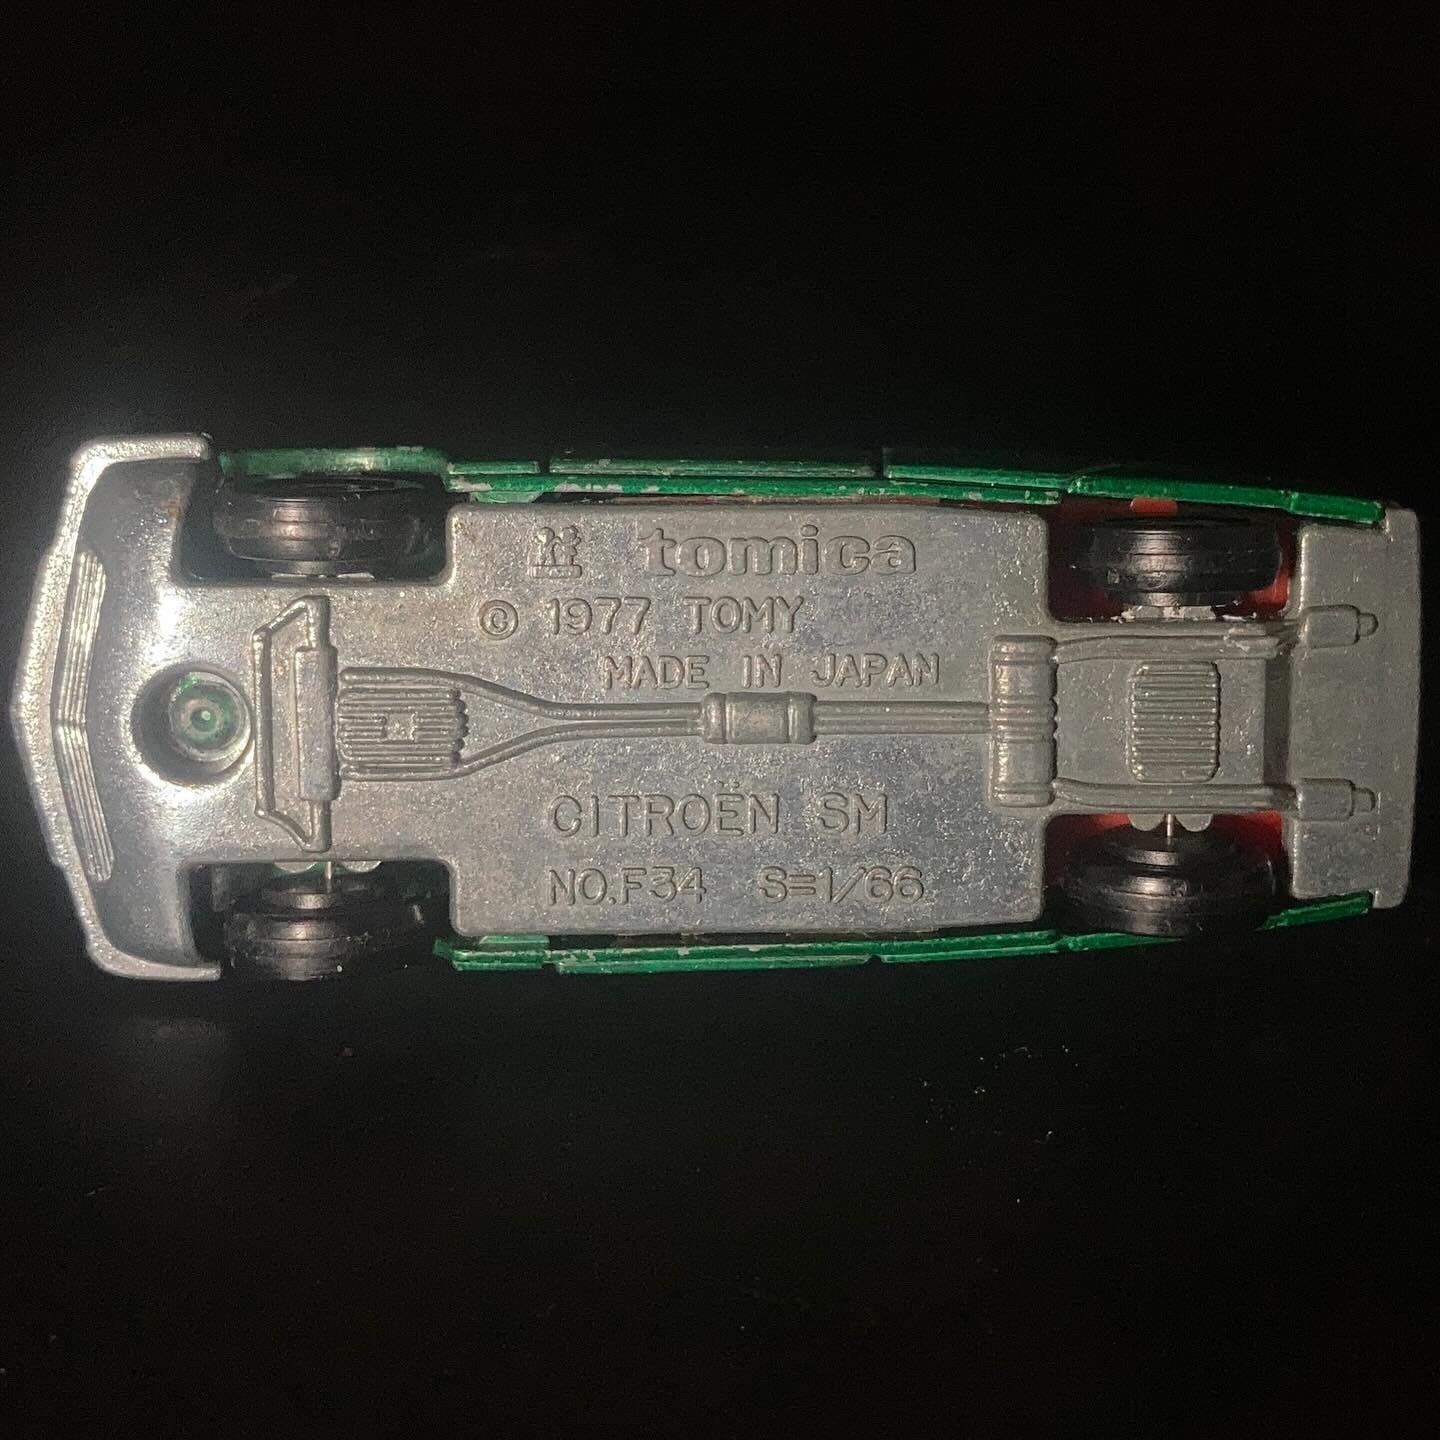 tomica
© 1977 TOMY
MADE IN JAPAN
CITROËN SM
NO.F34 S=1/66